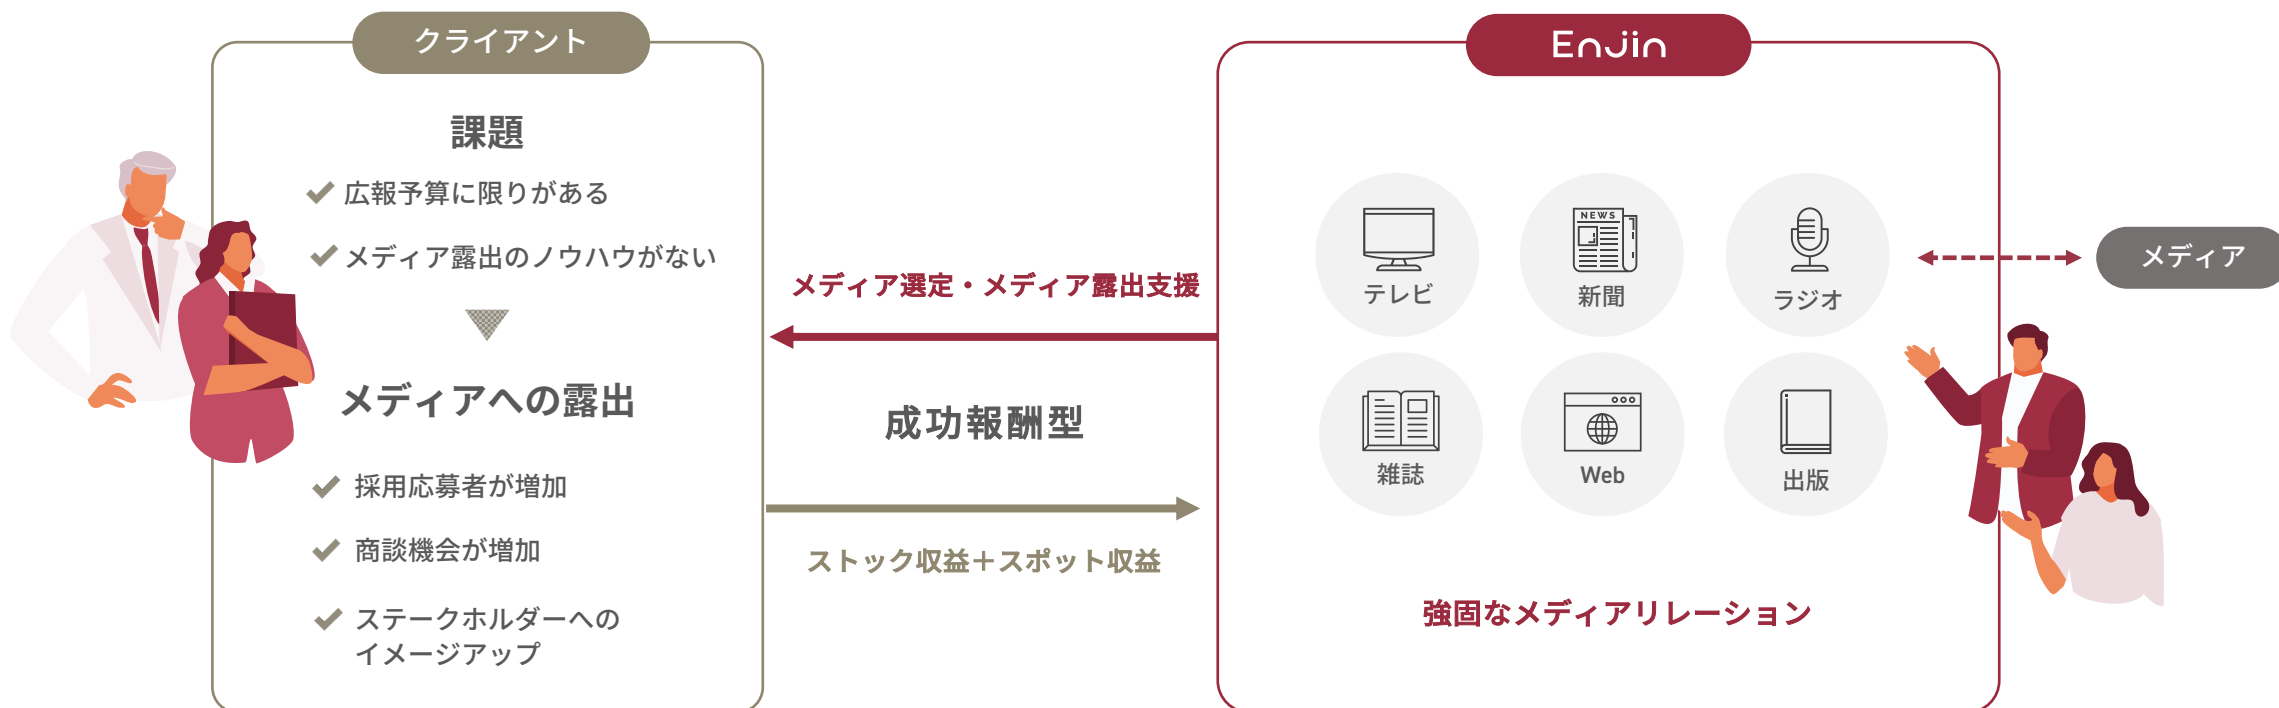 クライアント
課題
広報予算に限りがある
メディア露出のノウハウがない
メディアへの露出
採用応募者が増加
商談機会が増加
ステークホルダーへの
イメージアップ
メディア選定・メディア露出支援
成功報酬型
ストック収益＋スポット収益
EnJin
NEWS
テレビ
新聞
ラジオ
雑誌
Web
出版
強固なメディアリレーション
メディア